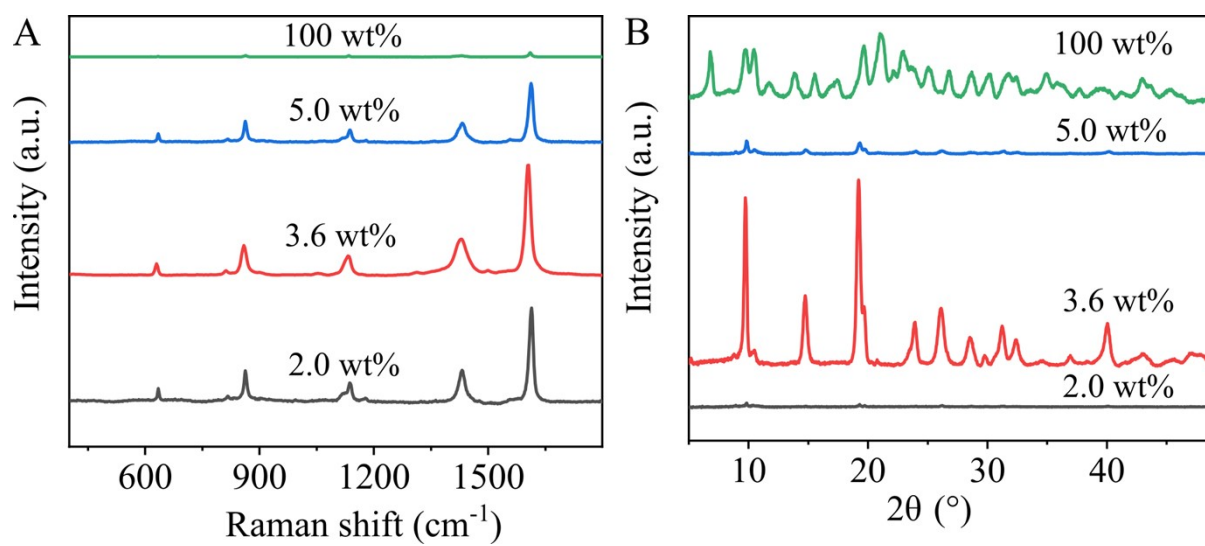 A
100 wt%
5.0 wt%
3.6 wt%
2.0 wt%
Intensity (a.u.)
600 900 1200 1500
Raman shift (cm⁻¹)
B
100 wt%
5.0 wt%
3.6 wt%
2.0 wt%
Intensity (a.u.)
10 20 30 40
2θ (°)